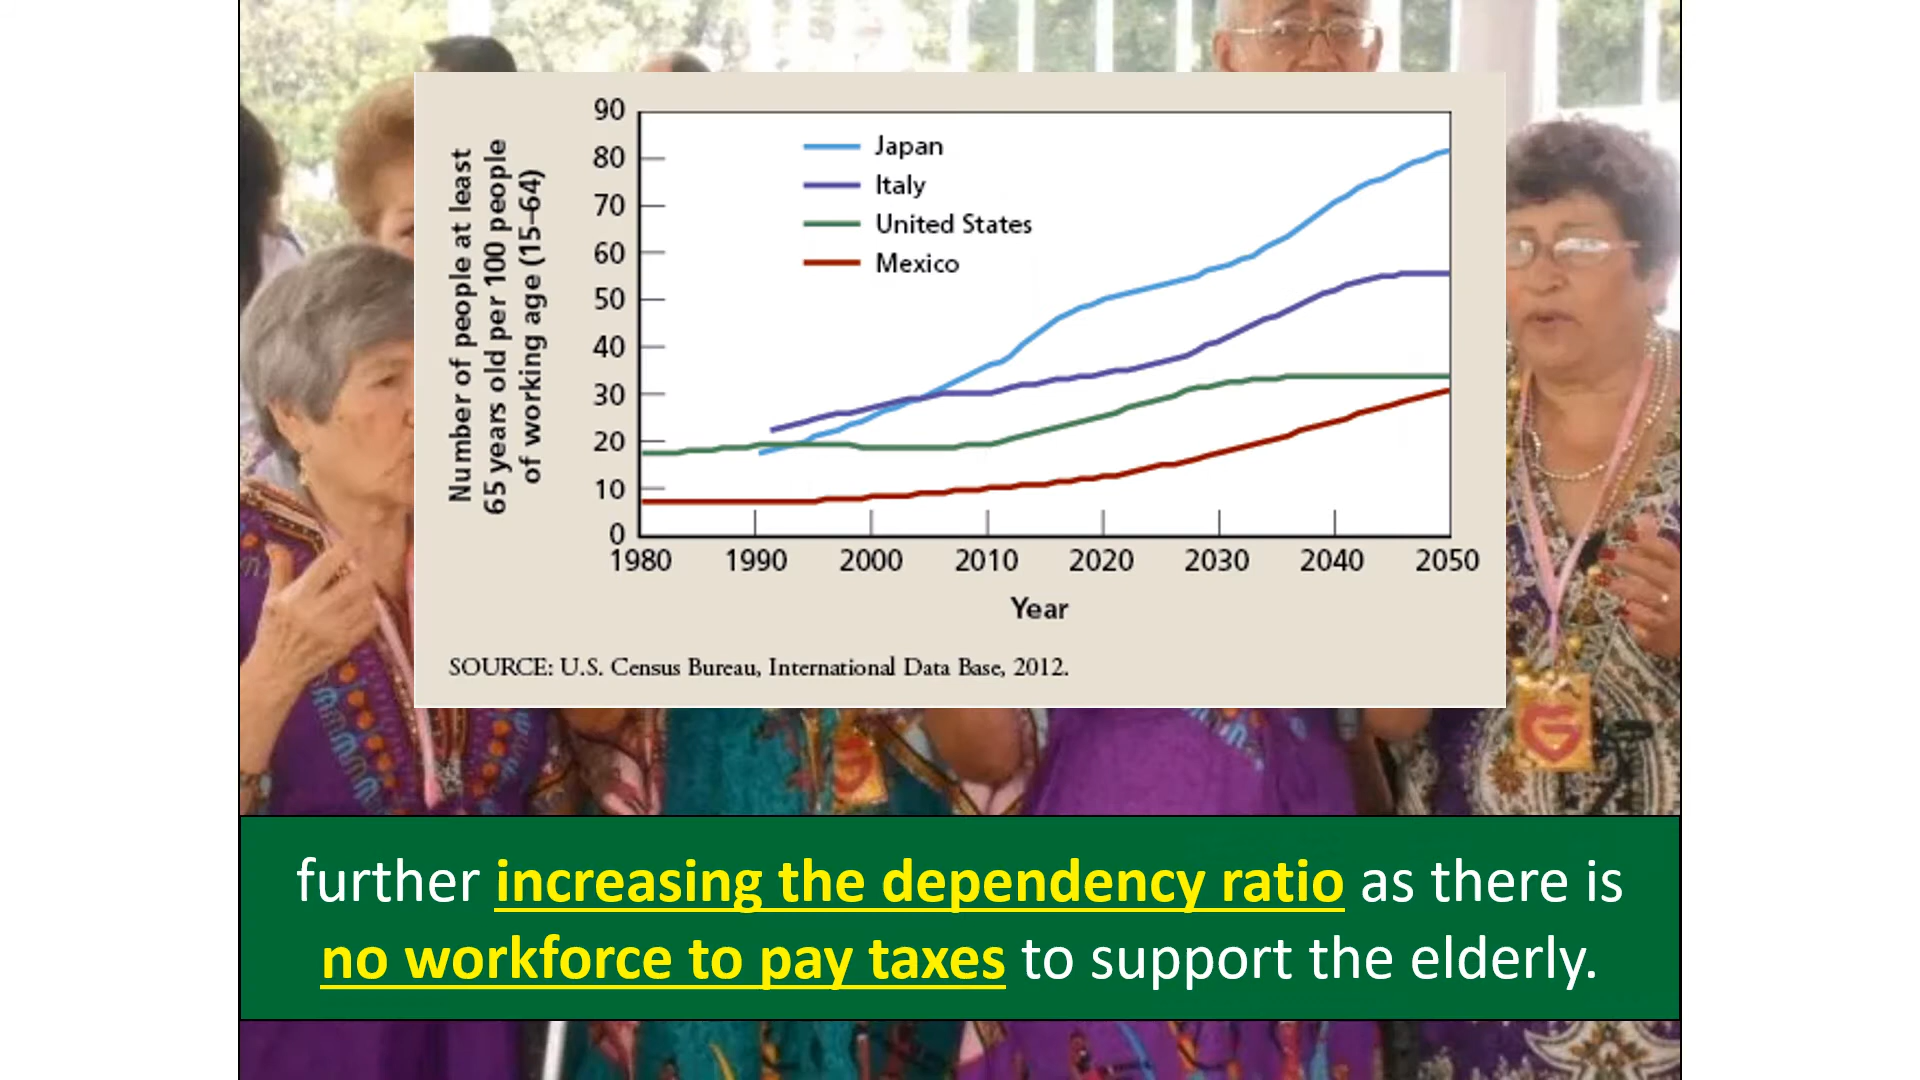 Number of people at least
65 years old per 100 people
of working age (15–64)
90
80
70
60
50
40
30
20
10
0
Japan
Italy
United States
Mexico
1980 1990 2000 2010 2020 2030 2040 2050
Year
SOURCE: U.S. Census Bureau, International Data Base, 2012.
further increasing the dependency ratio as there is
no workforce to pay taxes to support the elderly.